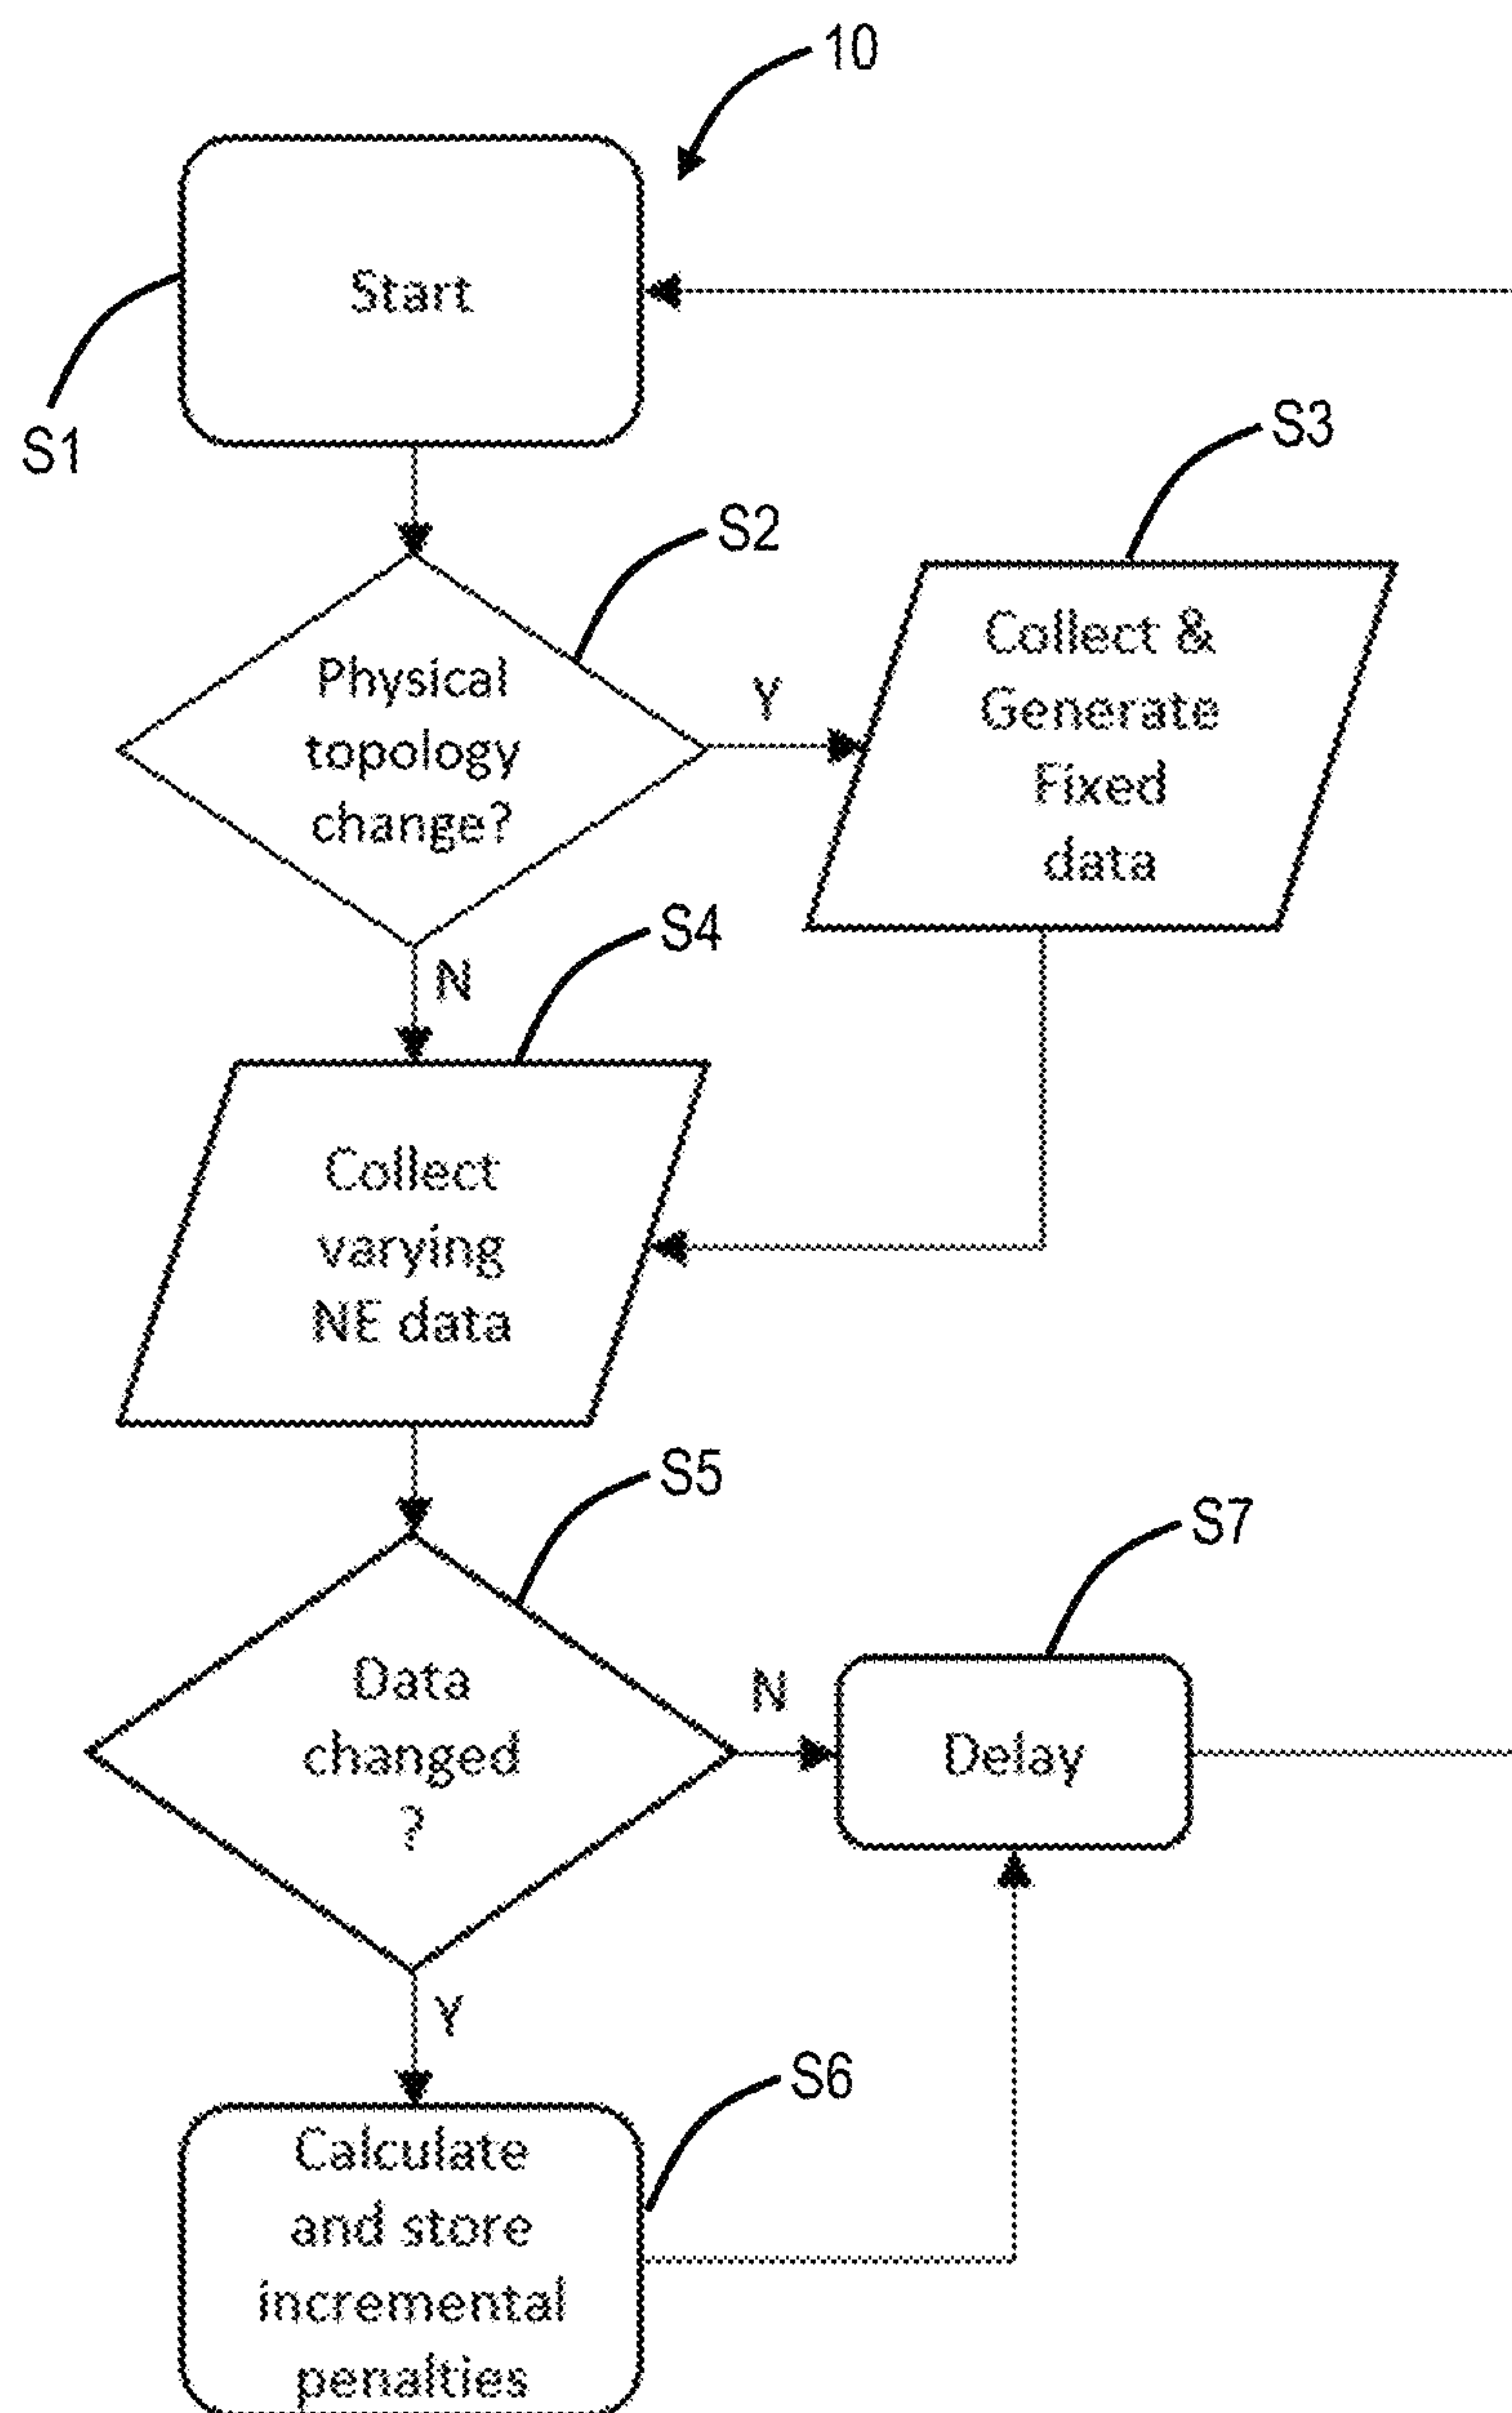 10
Start
S1
S3
S2
Physical
topology
change?
Y
Collect &
Generate
Fixed
data
S4
N
Collect
varying
NE data
S5
S7
Data
changed
?
N
Delay
Y
S6
Calculate
and store
incremental
penalties